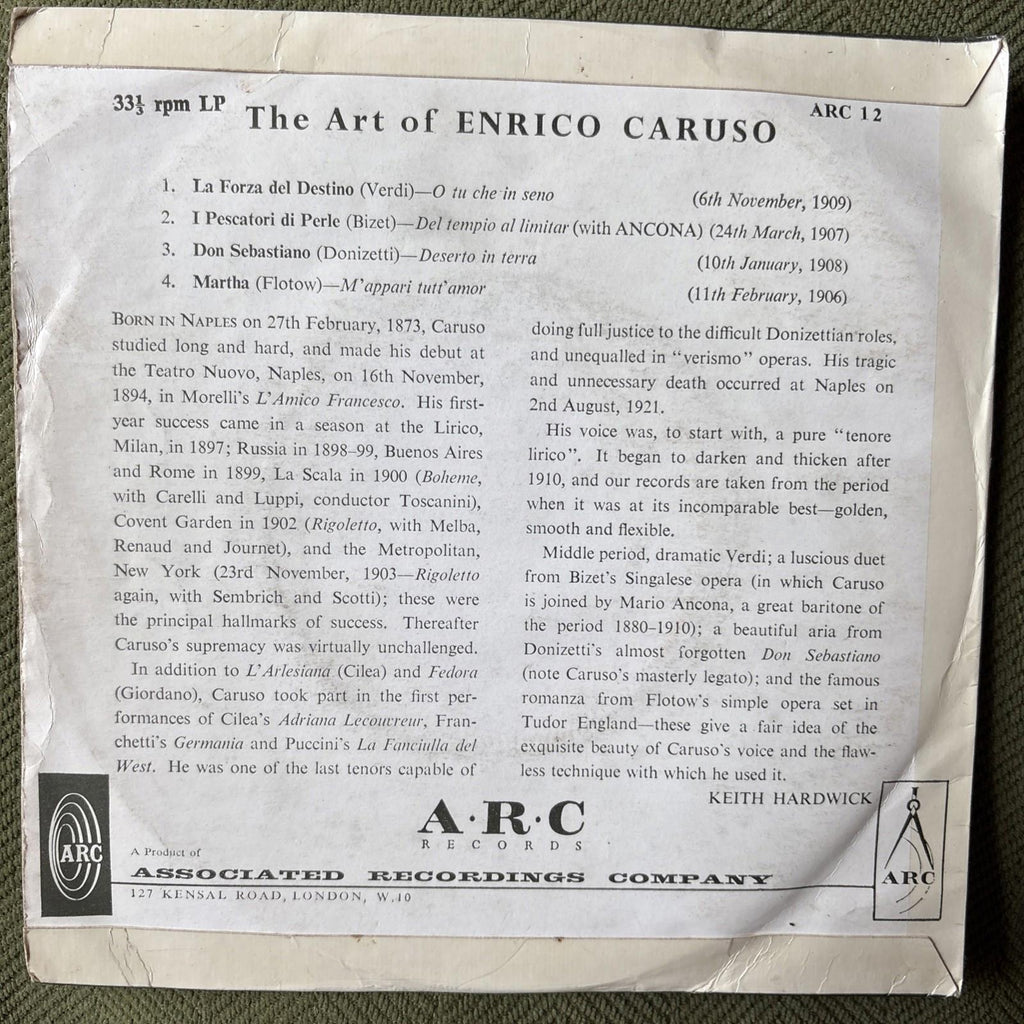 33⅓ rpm LP
The Art of ENRICO CARUSO
ARC 12
1. La Forza del Destino (Verdi)—O tu che in seno (6th November, 1909)
2. I Pescatori di Perle (Bizet)—Del tempio al limitar (with ANCONA) (24th March, 1907)
3. Don Sebastiano (Donizetti)—Deserto in terra (10th January, 1908)
4. Martha (Flotow)—M'appari tutt'amor (11th February, 1906)
BORN IN NAPLES on 27th February, 1873, Caruso
studied long and hard, and made his debut at
the Teatro Nuovo, Naples, on 16th November,
1894, in Morelli's L'Amico Francesco. His first-
year success came in a season at the Lirico,
Milan, in 1897; Russia in 1898–99, Buenos Aires
and Rome in 1899, La Scala in 1900 (Boheme,
with Carelli and Luppi, conductor Toscanini),
Covent Garden in 1902 (Rigoletto, with Melba,
Renaud and Journet), and the Metropolitan,
New York (23rd November, 1903—Rigoletto
again, with Sembrich and Scotti); these were
the principal hallmarks of success. Thereafter
Caruso's supremacy was virtually unchallenged.
In addition to L'Arlesiana (Cilea) and Fedora
(Giordano), Caruso took part in the first per-
formances of Cilea's Adriana Lecouvreur, Fran-
chetti's Germania and Puccini's La Fanciulla del
West. He was one of the last tenors capable of
doing full justice to the difficult Donizettian roles,
and unequalled in "verismo" operas. His tragic
and unnecessary death occurred at Naples on
2nd August, 1921.
His voice was, to start with, a pure "tenore
lirico". It began to darken and thicken after
1910, and our records are taken from the period
when it was at its incomparable best—golden,
smooth and flexible.
Middle period, dramatic Verdi; a luscious duet
from Bizet's Singalese opera (in which Caruso
is joined by Mario Ancona, a great baritone of
the period 1880–1910); a beautiful aria from
Donizetti's almost forgotten Don Sebastiano
(note Caruso's masterly legato); and the famous
romanza from Flotow's simple opera set in
Tudor England—these give a fair idea of the
exquisite beauty of Caruso's voice and the flaw-
less technique with which he used it.
KEITH HARDWICK
A·R·C
RECORDS
ARC
A Product of
ASSOCIATED RECORDINGS COMPANY
127 KENSAL ROAD, LONDON, W.10
ARC